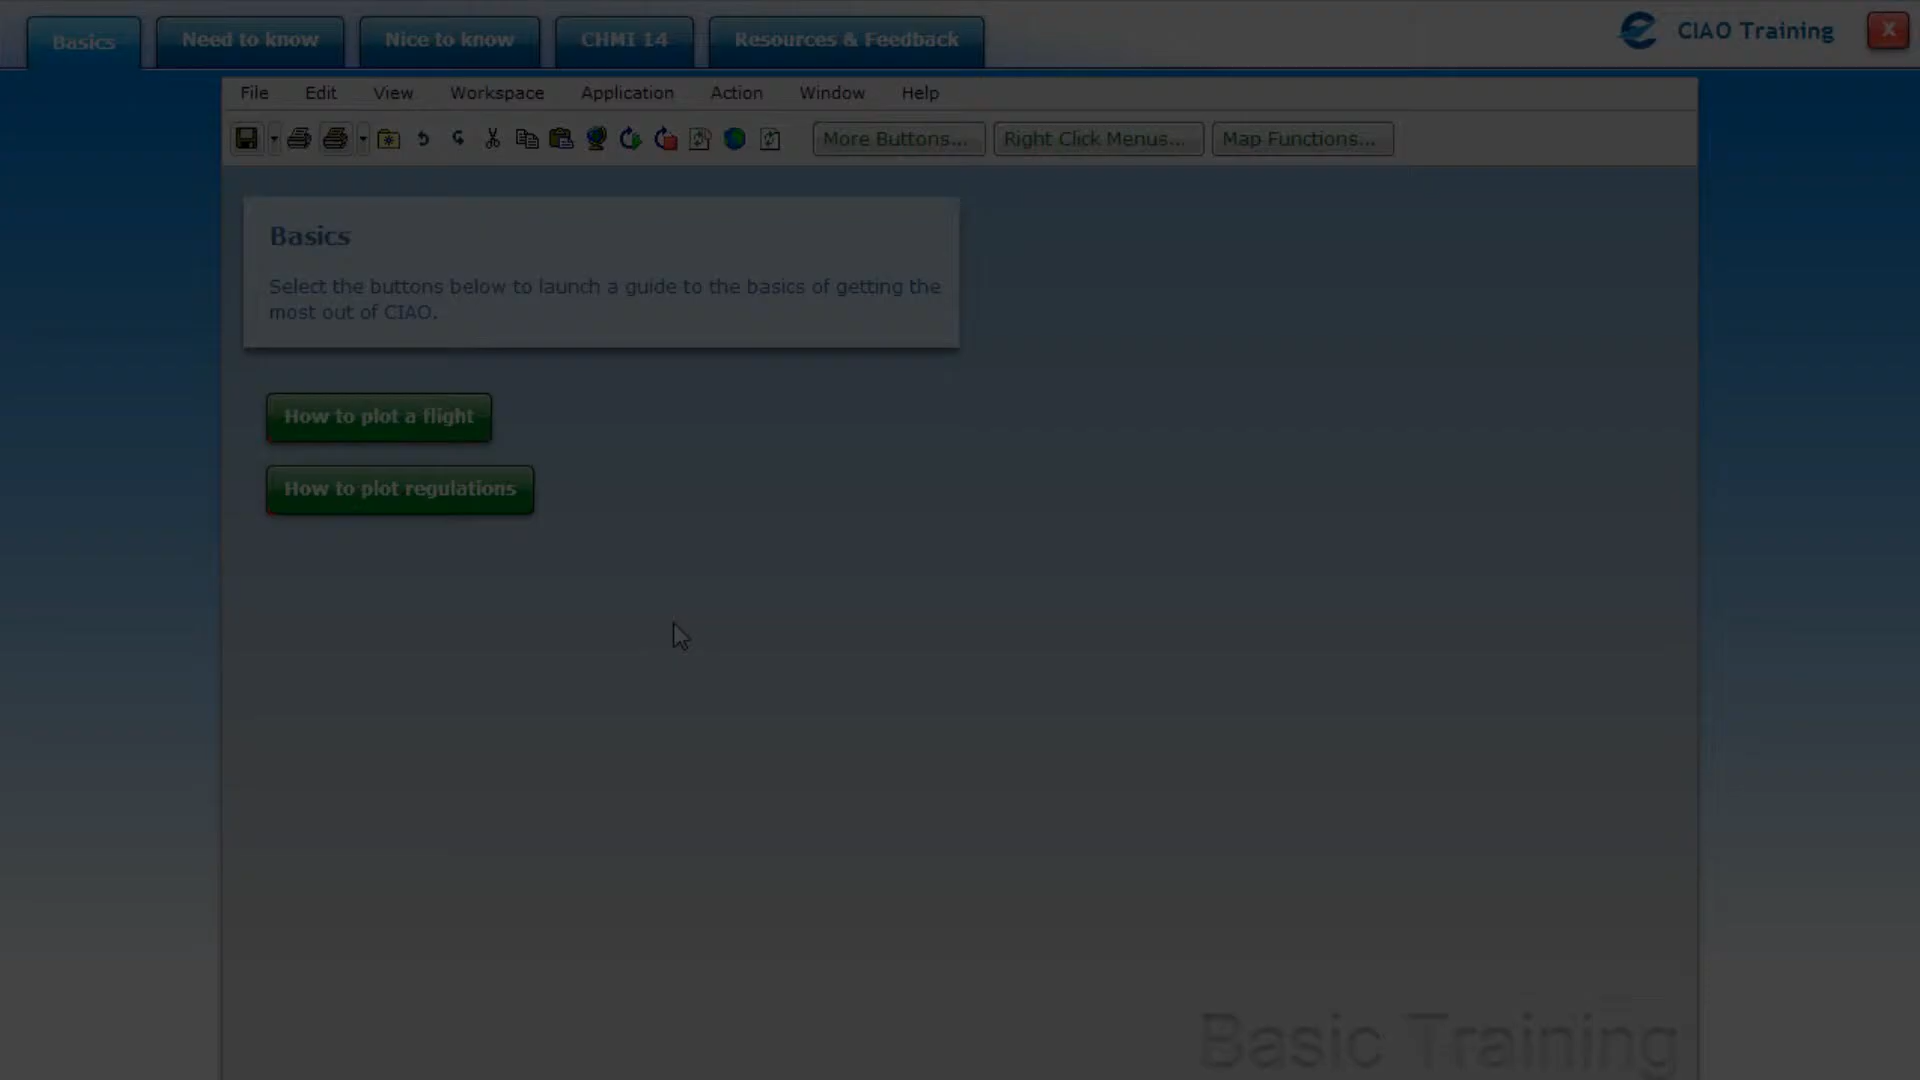 Basics
Need to know
Nice to know
CHMI 14
Resources & Feedback
CIAO Training
X
File Edit View Workspace Application Action Window Help
More Buttons... Right Click Menus... Map Functions...
Basics
Select the buttons below to launch a guide to the basics of getting the
most out of CIAO.
How to plot a flight
How to plot regulations
Basic Training